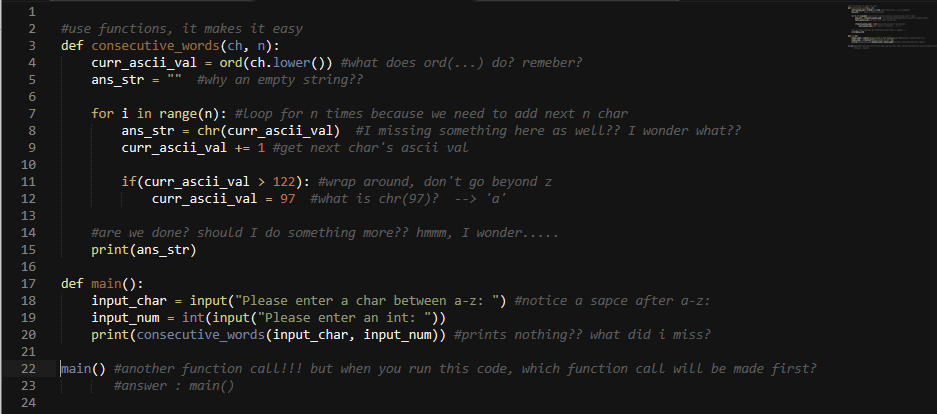 1
2 #use functions, it makes it easy
3 def consecutive_words(ch, n):
4     curr_ascii_val = ord(ch.lower()) #what does ord(...) do? remeber?
5     ans_str = ""  #why an empty string??
6
7     for i in range(n): #loop for n times because we need to add next n char
8         ans_str = chr(curr_ascii_val)  #I missing something here as well?? I wonder what??
9         curr_ascii_val += 1 #get next char's ascii val
10
11         if(curr_ascii_val > 122): #wrap around, don't go beyond z
12             curr_ascii_val = 97  #what is chr(97)?  --> 'a'
13
14     #are we done? should I do something more?? hmmm, I wonder.....
15     print(ans_str)
16
17 def main():
18     input_char = input("Please enter a char between a-z: ") #notice a sapce after a-z:
19     input_num = int(input("Please enter an int: "))
20     print(consecutive_words(input_char, input_num)) #prints nothing?? what did i miss?
21
22 main() #another function call!!! but when you run this code, which function call will be made first?
23        #answer : main()
24